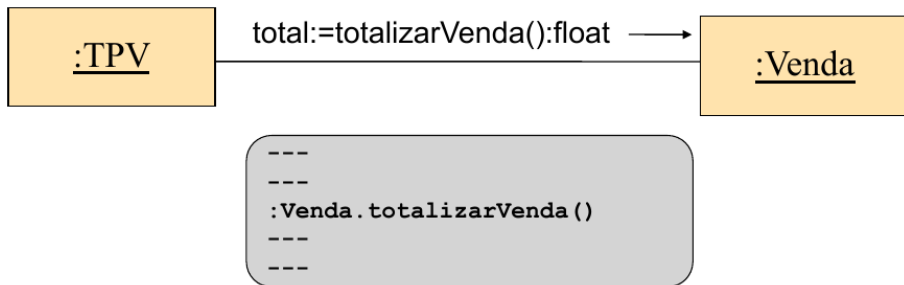 :TPV
total:=totalizarVenda():float
:Venda
---
---
:Venda.totalizarVenda()
---
---